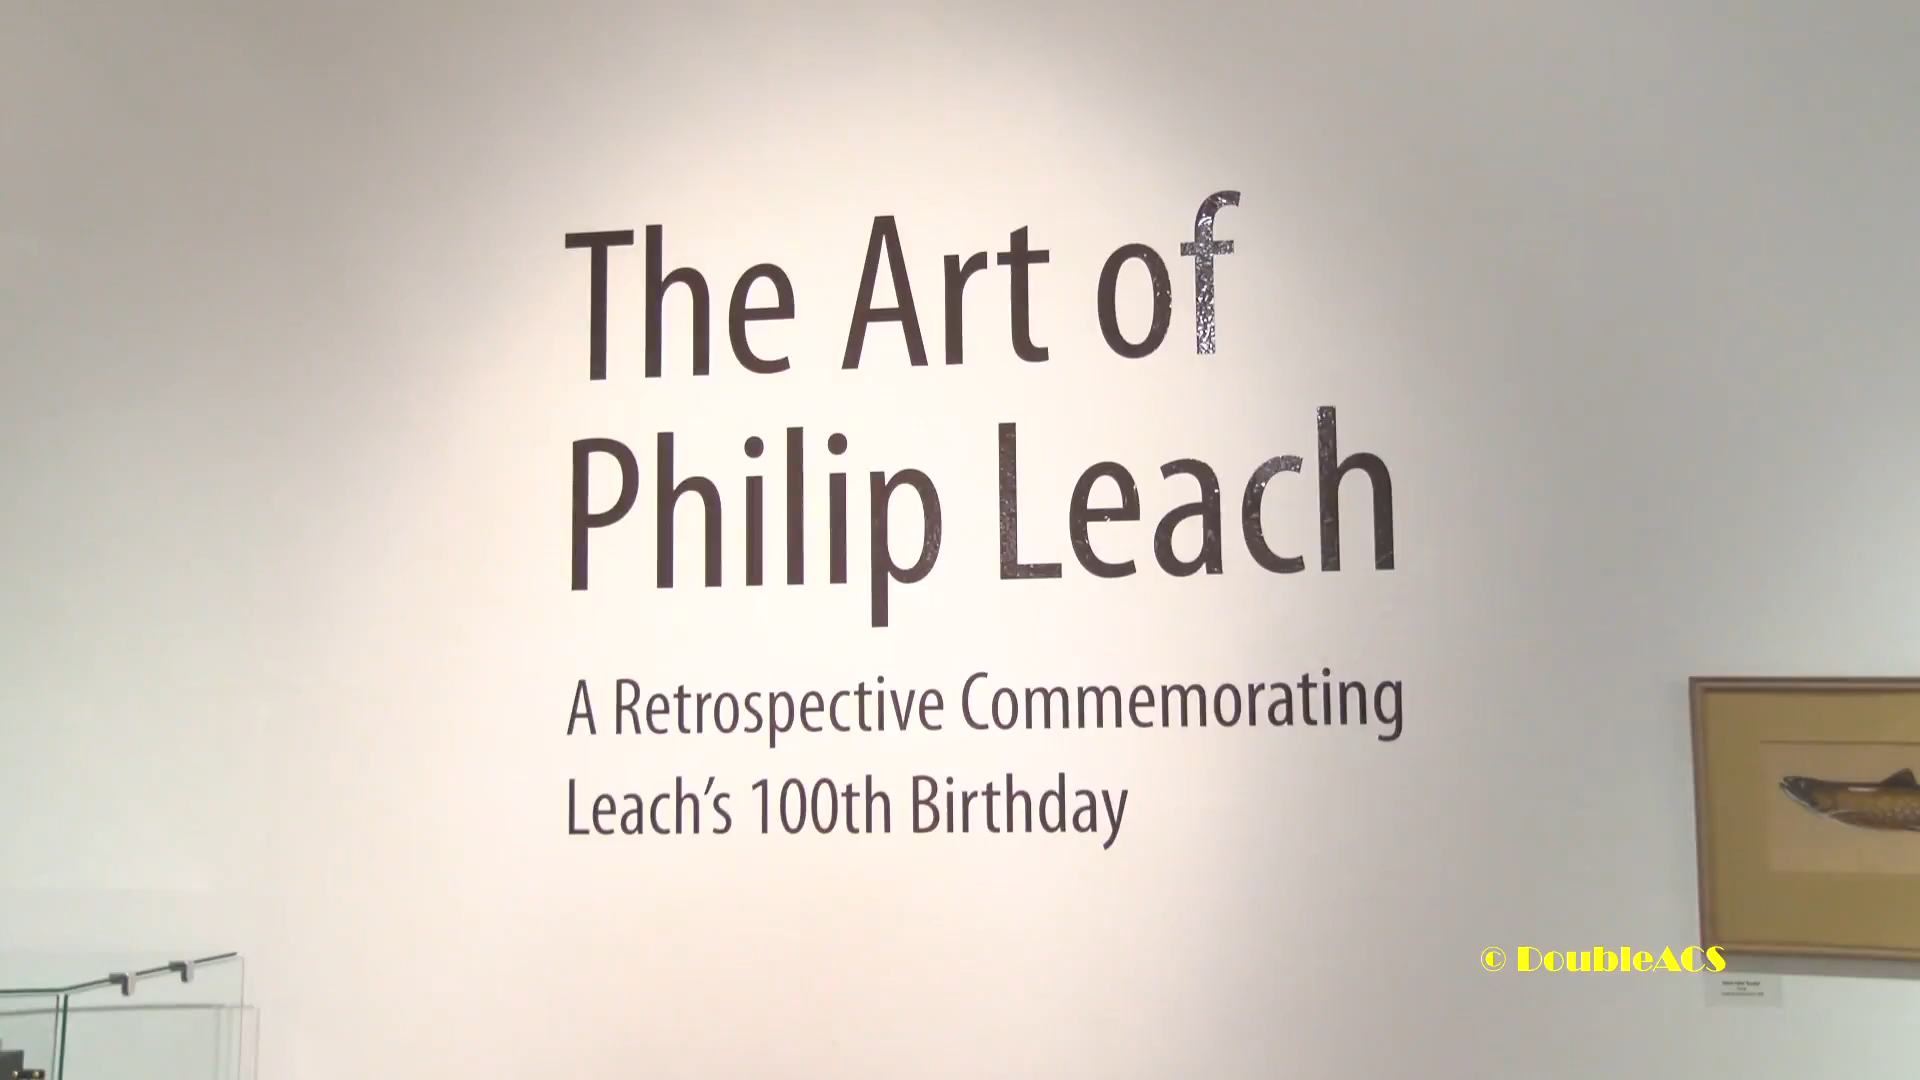 The Art of
Philip Leach
A Retrospective Commemorating
Leach's 100th Birthday
© DoubleACS